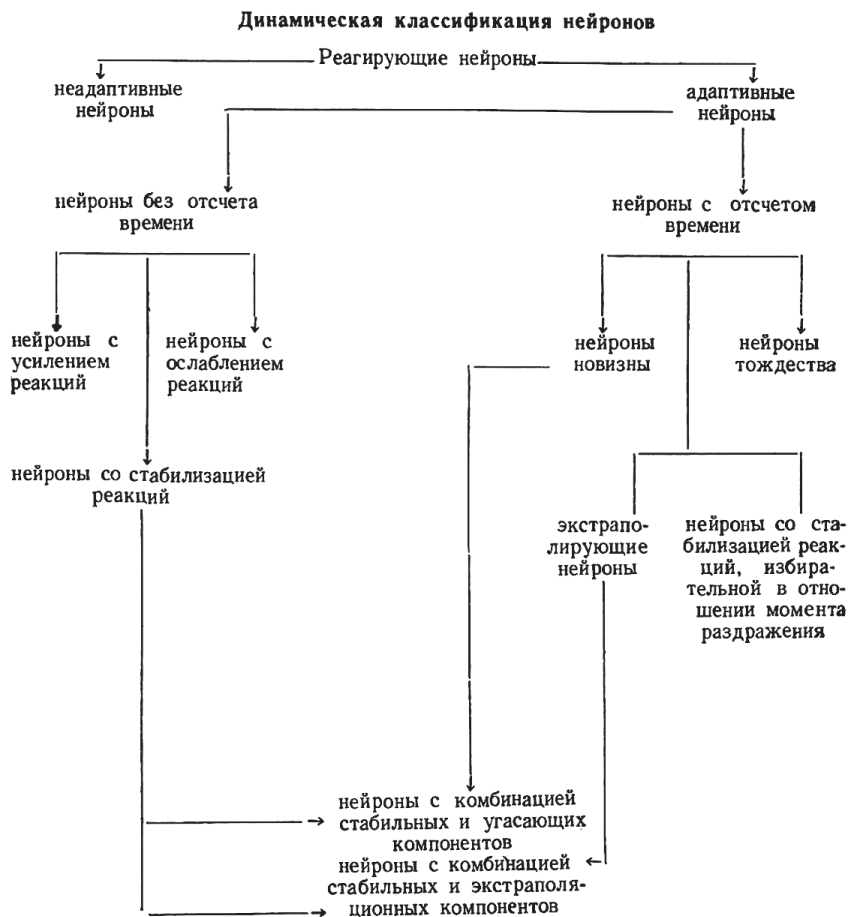 Динамическая классификация нейронов
Реагирующие нейроны
неадаптивные
нейроны
адаптивные
нейроны
нейроны без отсчета
времени
нейроны с отсчетом
времени
нейроны с
усилением
реакций
нейроны с
ослаблением
реакций
нейроны
новизны
нейроны
тождества
нейроны со стабилизацией
реакций
экстрапо-
лирующие
нейроны
нейроны со ста-
билизацией реак-
ций, избира-
тельной в отно-
шении момента
раздражения
нейроны с комбинацией
стабильных и угасающих
компонентов
нейроны с комбинацией
стабильных и экстраполя-
ционных компонентов